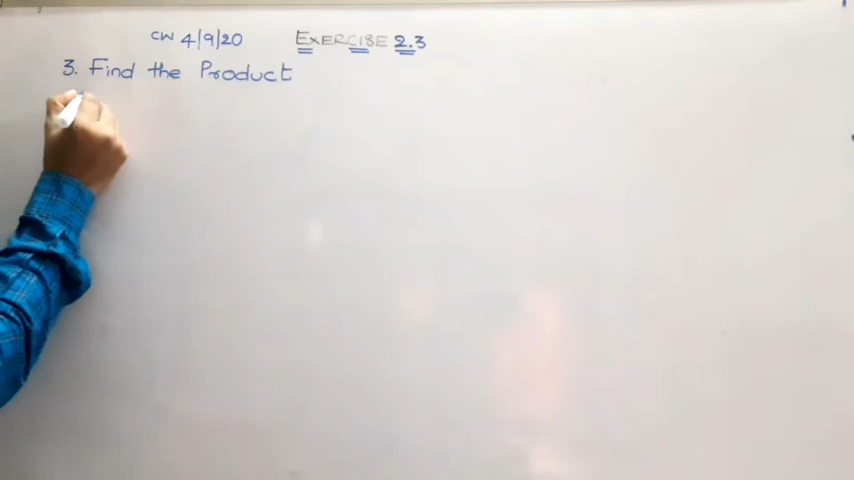 CW 4/9/20 EXERCISE 2.3
3. Find the Product